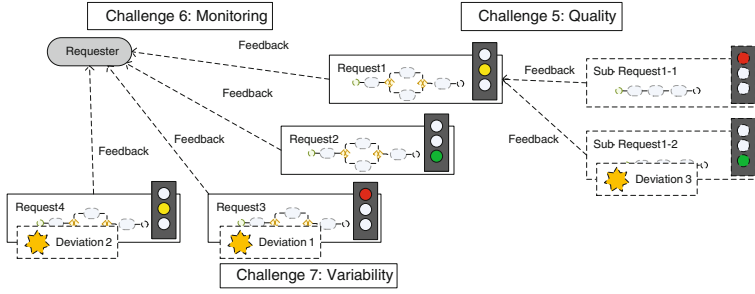 Challenge 6: Monitoring
Challenge 5: Quality
Requester
Feedback
Request1
Feedback
Sub- Request1-1
Feedback
Request2
Feedback
Sub- Request1-2
Feedback
Feedback
Deviation 3
Request4
Request3
Deviation 2
Deviation 1
Challenge 7: Variability